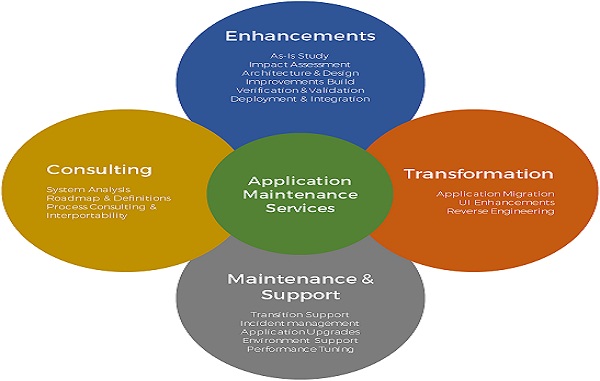 Enhancements
As-Is Study
Impact Assessment
Architecture & Design
Improvements Build
Verification & Validation
Deployment & Integration
Consulting
System Analysis
Roadmap & Definitions
Process Consulting &
Interportability
Application
Maintenance
Services
Transformation
Application Migration
UI Enhancements
Reverse Engineering
Maintenance &
Support
Transition Support
Incident management
Application Upgrades
Environment Support
Performance Tuning